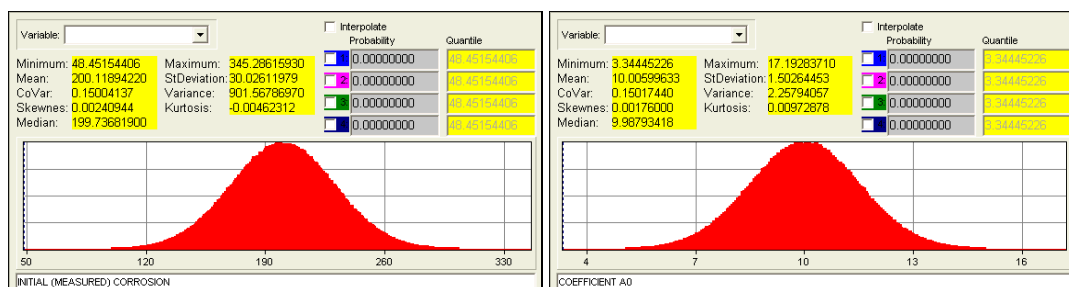 Variable:
Interpolate
Probability Quantile
Minimum: 48.45154406 Maximum: 345.28615930
Mean: 200.11894220 StDeviation: 30.02611979
CoVar: 0.15004137 Variance: 901.56786970
Skewnes: 0.00240944 Kurtosis: -0.00462312
Median: 199.73681900
1 0.00000000 48.45154406
2 0.00000000 48.45154406
3 0.00000000 48.45154406
0.00000000 48.45154406
50 120 190 260 330
INITIAL (MEASURED) CORROSION
Variable:
Interpolate
Probability Quantile
Minimum: 3.34445226 Maximum: 17.19283710
Mean: 10.00599633 StDeviation: 1.50264453
CoVar: 0.15017440 Variance: 2.25794057
Skewnes: 0.00176000 Kurtosis: 0.00972878
Median: 9.98793418
1 0.00000000 3.34445226
2 0.00000000 3.34445226
3 0.00000000 3.34445226
0.00000000 3.34445226
4 7 10 13 16
COEFFICIENT A0